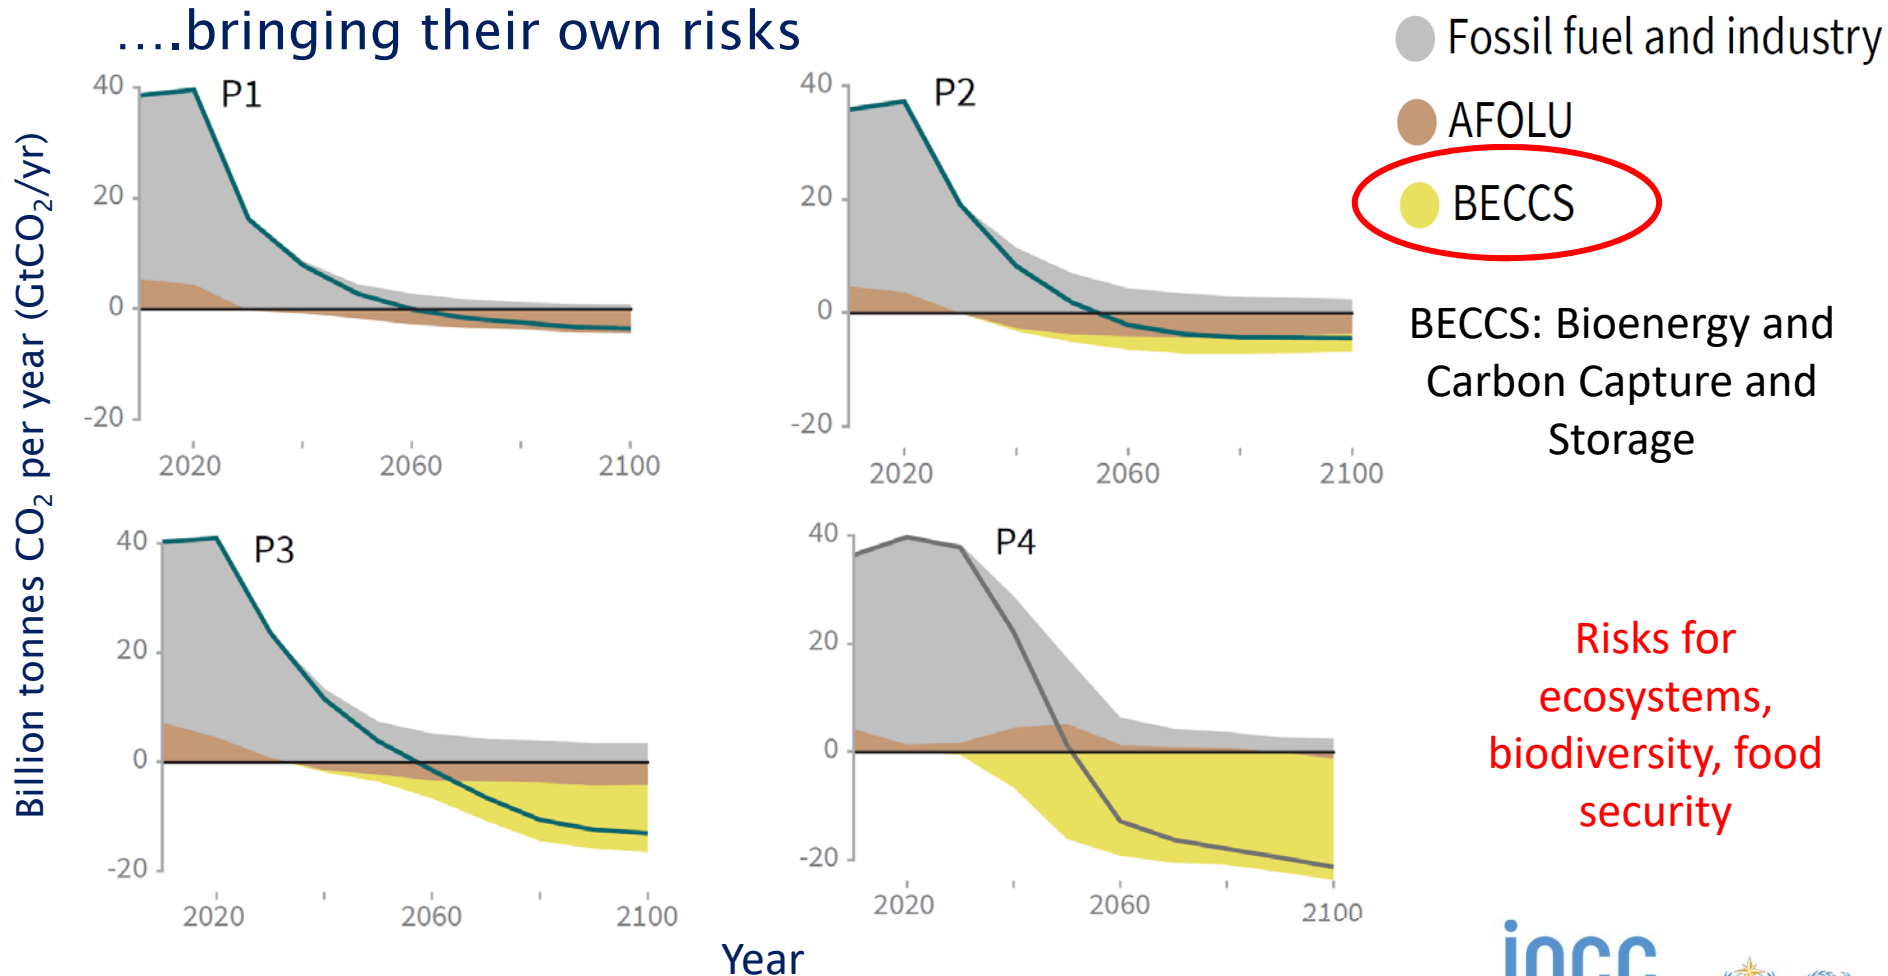 ....bringing their own risks
Fossil fuel and industry
AFOLU
BECCS
BECCS: Bioenergy and
Carbon Capture and
Storage
Risks for
ecosystems,
biodiversity, food
security
Billion tonnes CO₂ per year (GtCO₂/yr)
P1
40
20
0
-20
2020
2060
2100
P2
40
20
0
-20
2020
2060
2100
P3
40
20
0
-20
2020
2060
2100
P4
40
20
0
-20
2020
2060
2100
Year
ipcc